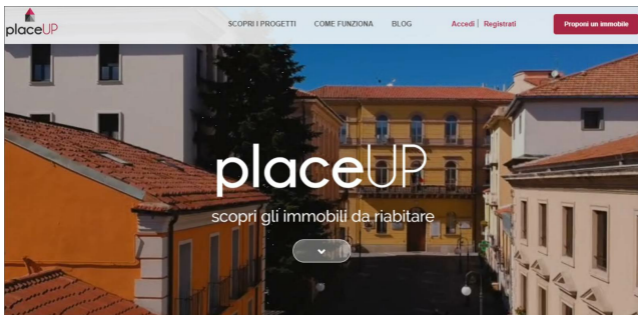 placeUP
SCOPRI I PROGETTI COME FUNZIONA BLOG Accedi | Registrati Proponi un immobile
placeUP
scopri gli immobili da riabitare